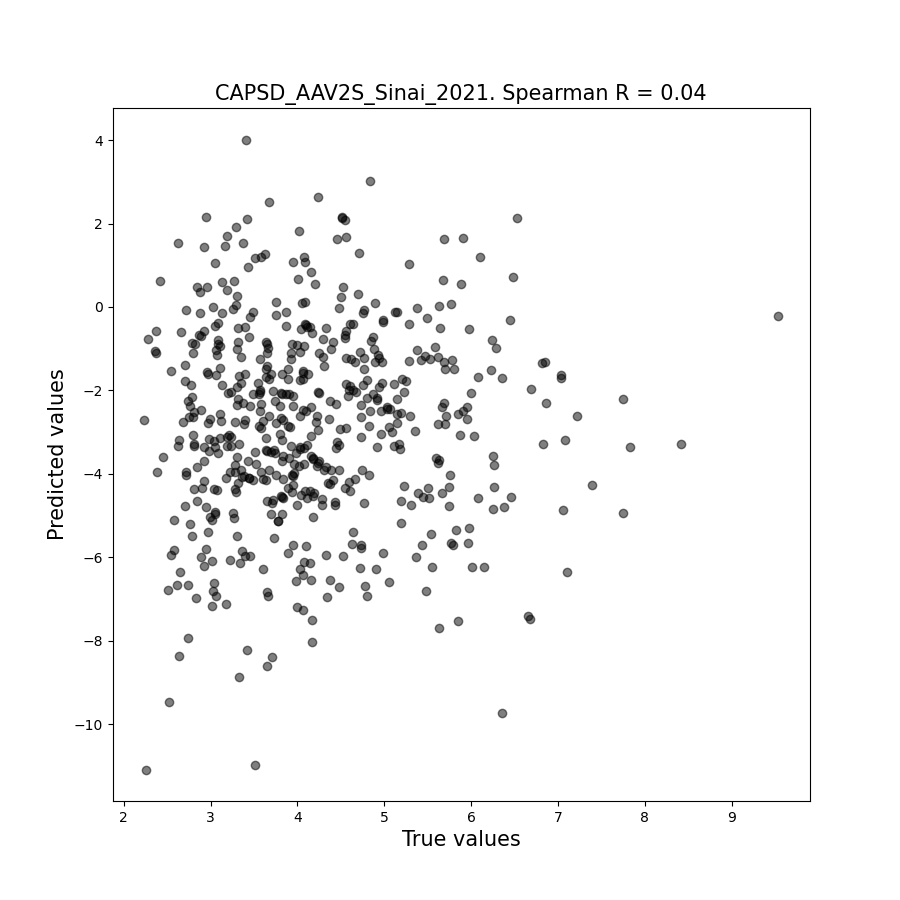 CAPSD_AAV2S_Sinai_2021. Spearman R = 0.04
4
2
0
−2
−4
−6
−8
−10
Predicted values
2 3 4 5 6 7 8 9
True values